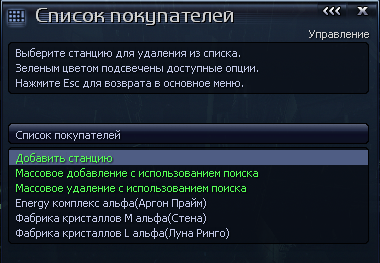 Список покупателей
Управление
Выберите станцию для удаления из списка.
Зеленым цветом подсвечены доступные опции.
Нажмите Esc для возврата в основное меню.
Список покупателей
Добавить станцию
Массовое добавление с использованием поиска
Массовое удаление с использованием поиска
Energy комплекс альфа(Аргон Прайм)
Фабрика кристаллов M альфа(Стена)
Фабрика кристаллов L альфа(Луна Ринго)